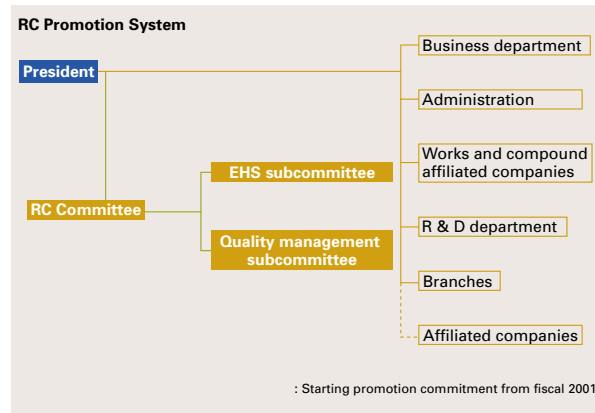 RC Promotion System
President
RC Committee
EHS subcommittee
Quality management
subcommittee
Business department
Administration
Works and compound
affiliated companies
R & D department
Branches
Affiliated companies
: Starting promotion commitment from fiscal 2001